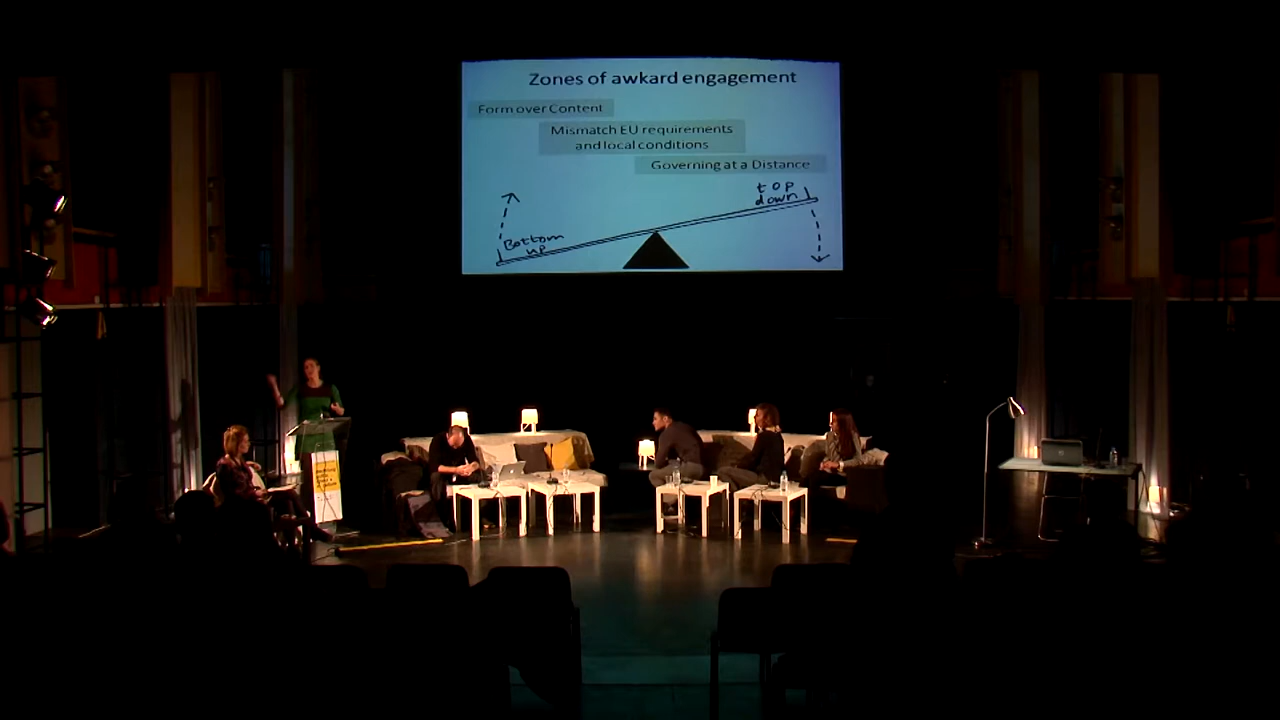 Zones of awkard engagement
Form over Content
Mismatch EU requirements
and local conditions
Governing at a Distance
top
down
Bottom
up